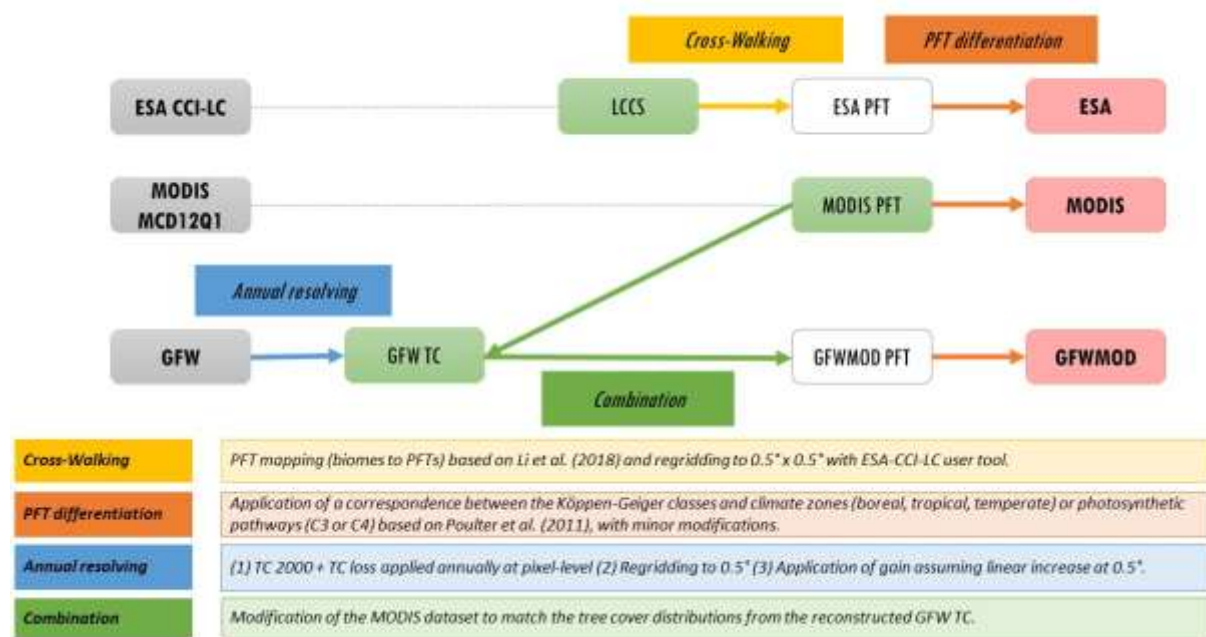 Cross-Walking
PFT differentiation
ESA CCI-LC
LCCS
ESA PFT
ESA
MODIS
MCD12Q1
MODIS PFT
MODIS
Annual resolving
GFW
GFW TC
GFWMOD PFT
GFWMOD
Combination
Cross-Walking
PFT mapping (biomes to PFTs) based on Li et al. (2018) and regridding to 0.5° x 0.5° with ESA-CCI-LC user tool.
PFT differentiation
Application of a correspondence between the Köppen-Geiger classes and climate zones (boreal, tropical, temperate) or photosynthetic
pathways (C3 or C4) based on Poulter et al. (2011), with minor modifications.
Annual resolving
(1) TC 2000 + TC loss applied annually at pixel-level (2) Regridding to 0.5° (3) Application of gain assuming linear increase at 0.5°.
Combination
Modification of the MODIS dataset to match the tree cover distributions from the reconstructed GFW TC.